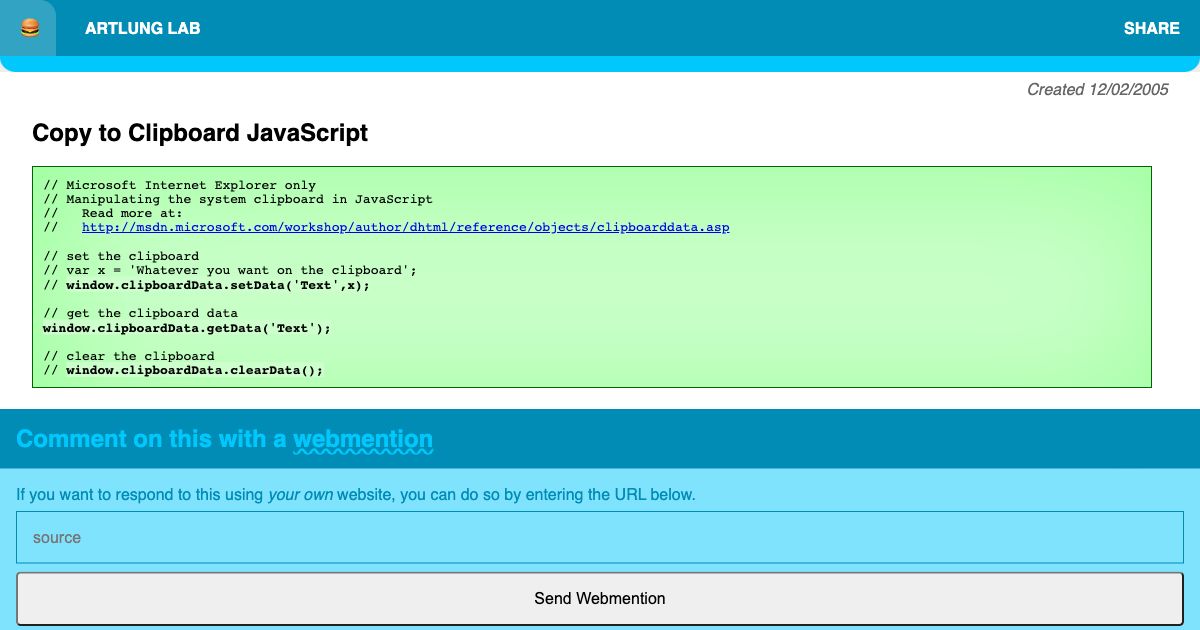 ARTLUNG LAB
SHARE
Created 12/02/2005
Copy to Clipboard JavaScript
// Microsoft Internet Explorer only
// Manipulating the system clipboard in JavaScript
//   Read more at:
//   http://msdn.microsoft.com/workshop/author/dhtml/reference/objects/clipboarddata.asp
// set the clipboard
// var x = 'Whatever you want on the clipboard';
// window.clipboardData.setData('Text',x);
// get the clipboard data
window.clipboardData.getData('Text');
// clear the clipboard
// window.clipboardData.clearData();
Comment on this with a webmention
If you want to respond to this using your own website, you can do so by entering the URL below.
source
Send Webmention